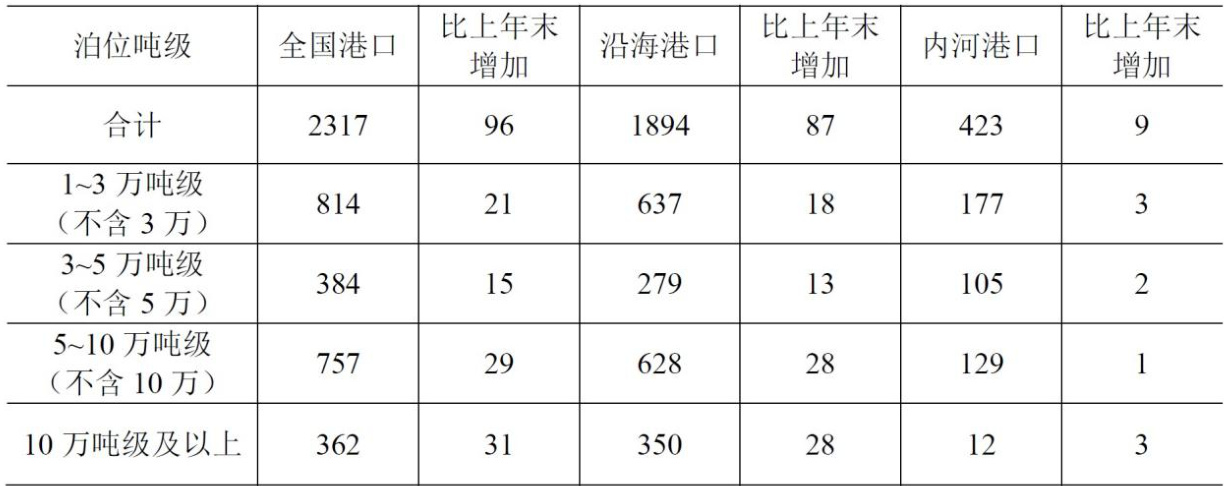 泊位吨级 全国港口 比上年末增加 沿海港口 比上年末增加 内河港口 比上年末增加
合计 2317 96 1894 87 423 9
1~3 万吨级（不含 3 万） 814 21 637 18 177 3
3~5 万吨级（不含 5 万） 384 15 279 13 105 2
5~10 万吨级（不含 10 万） 757 29 628 28 129 1
10 万吨级及以上 362 31 350 28 12 3